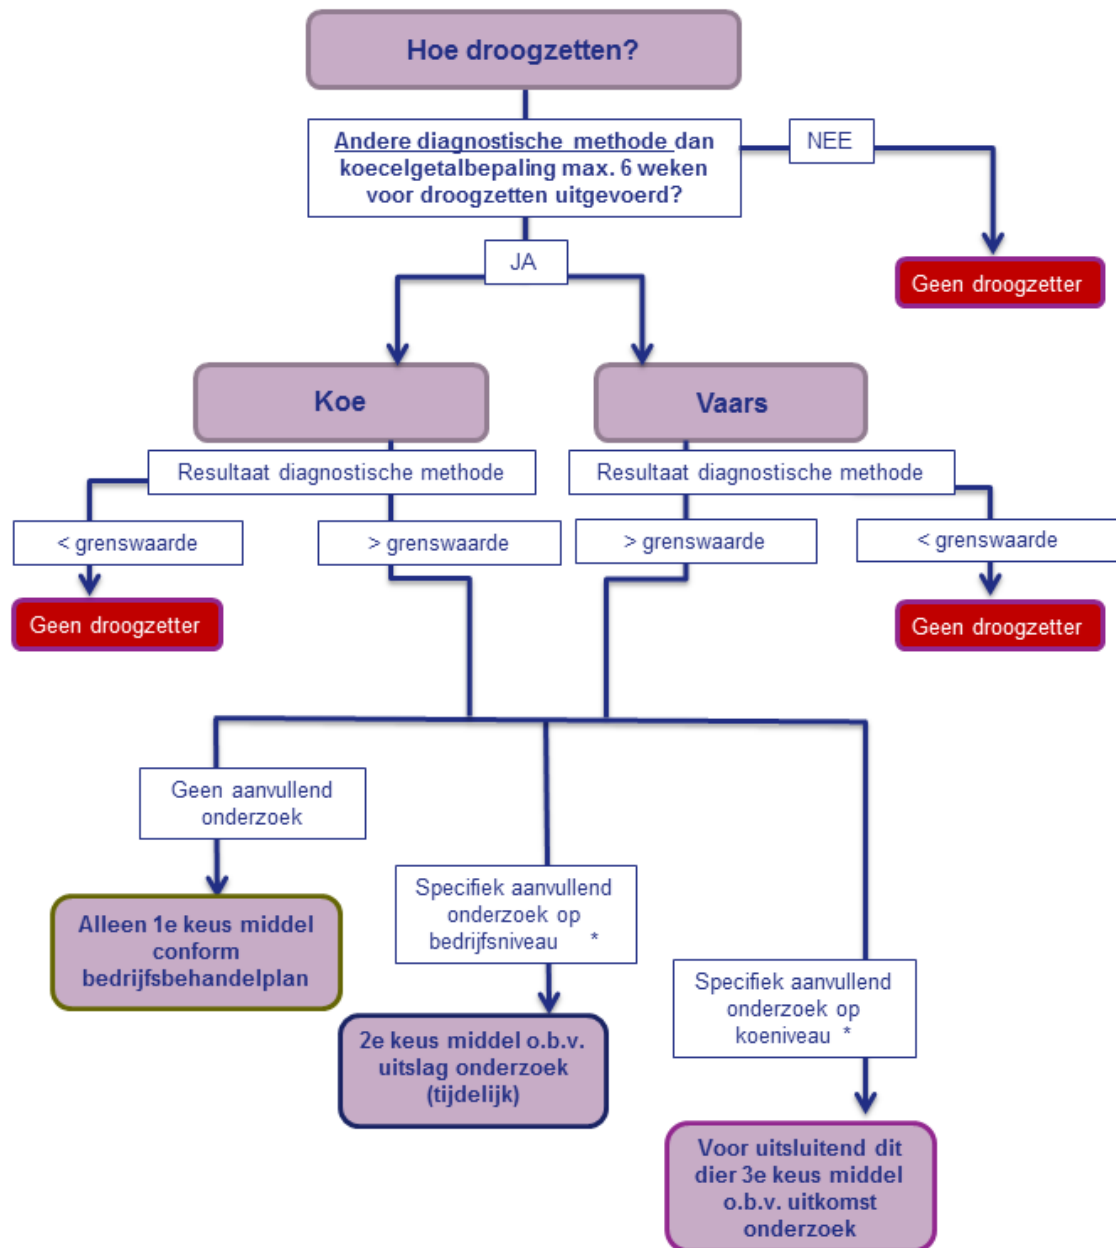 Hoe droogzetten?
Andere diagnostische methode dan
koecelgetalbepaling max. 6 weken
voor droogzetten uitgevoerd?
NEE
JA
Geen droogzetter
Koe
Vaars
Resultaat diagnostische methode
Resultaat diagnostische methode
< grenswaarde
> grenswaarde
> grenswaarde
< grenswaarde
Geen droogzetter
Geen droogzetter
Geen aanvullend
onderzoek
Alleen 1e keus middel
conform
bedrijfsbehandelplan
Specifiek aanvullend
onderzoek op
bedrijfsniveau *
2e keus middel o.b.v.
uitslag onderzoek
(tijdelijk)
Specifiek aanvullend
onderzoek op
koeniveau *
Voor uitsluitend dit
dier 3e keus middel
o.b.v. uitkomst
onderzoek